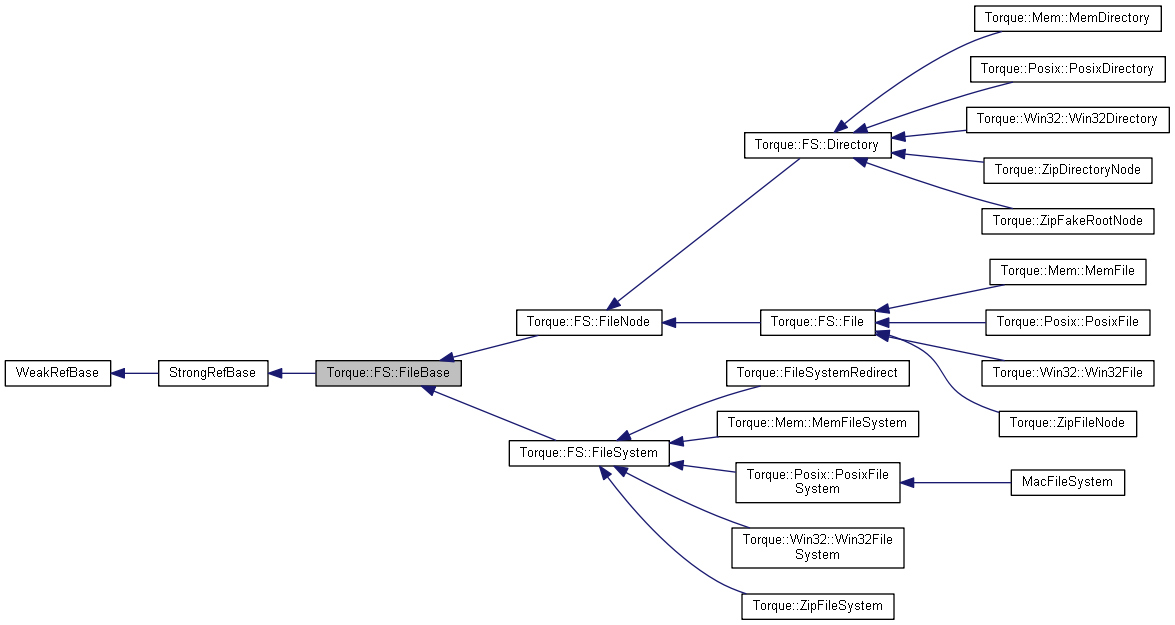 Torque::Mem::MemDirectory
Torque::Posix::PosixDirectory
Torque::Win32::Win32Directory
Torque::FS::Directory
Torque::ZipDirectoryNode
Torque::ZipFakeRootNode
Torque::Mem::MemFile
Torque::FS::FileNode
Torque::FS::File
Torque::Posix::PosixFile
WeakRefBase
StrongRefBase
Torque::FS::FileBase
Torque::FileSystemRedirect
Torque::Win32::Win32File
Torque::Mem::MemFileSystem
Torque::ZipFileNode
Torque::FS::FileSystem
Torque::Posix::PosixFile
System
MacFileSystem
Torque::Win32::Win32File
System
Torque::ZipFileSystem